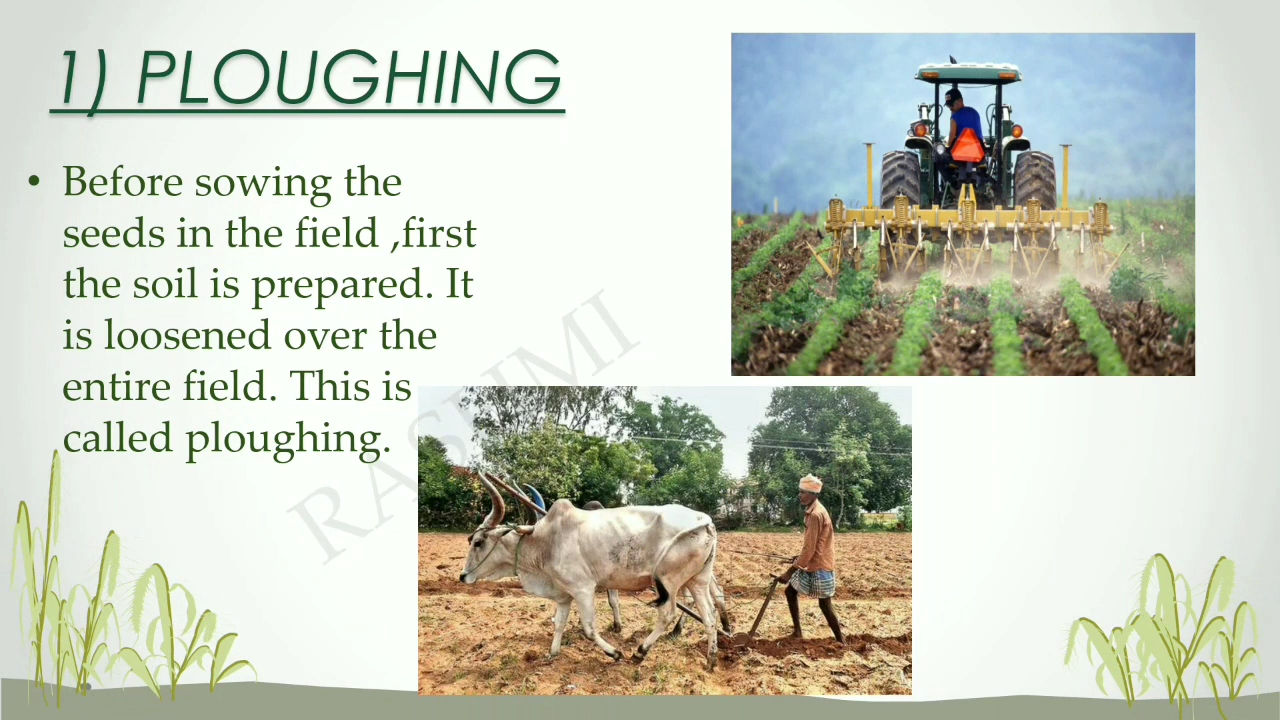 1) PLOUGHING
• Before sowing the
seeds in the field ,first
the soil is prepared. It
is loosened over the
entire field. This is
called ploughing.
RASHMI